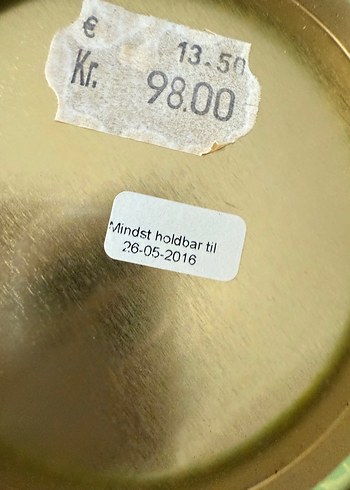 € 13.50
Kr. 98.00
Mindst holdbar til
26-05-2016